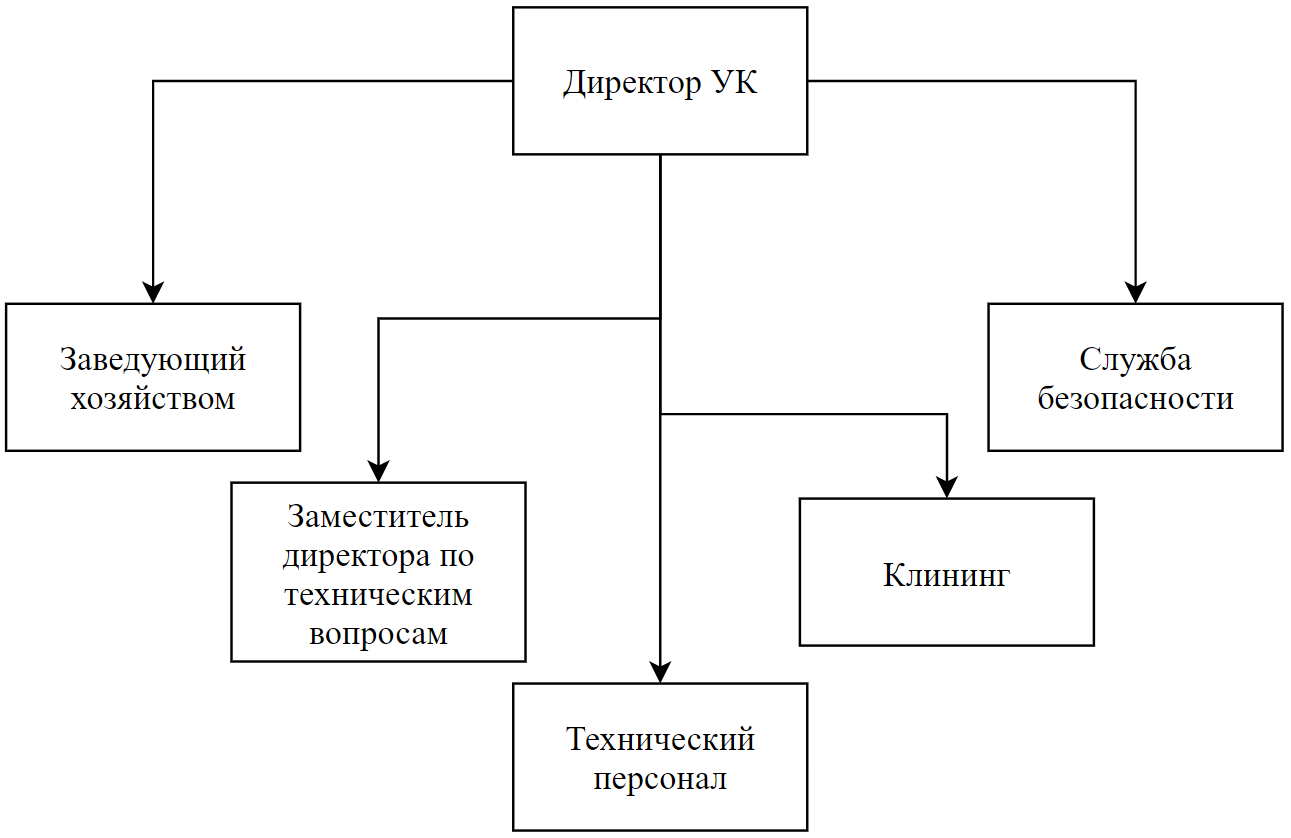 Директор УК
Заведующий
хозяйством
Служба
безопасности
Заместитель
директора по
техническим
вопросам
Клининг
Технический
персонал